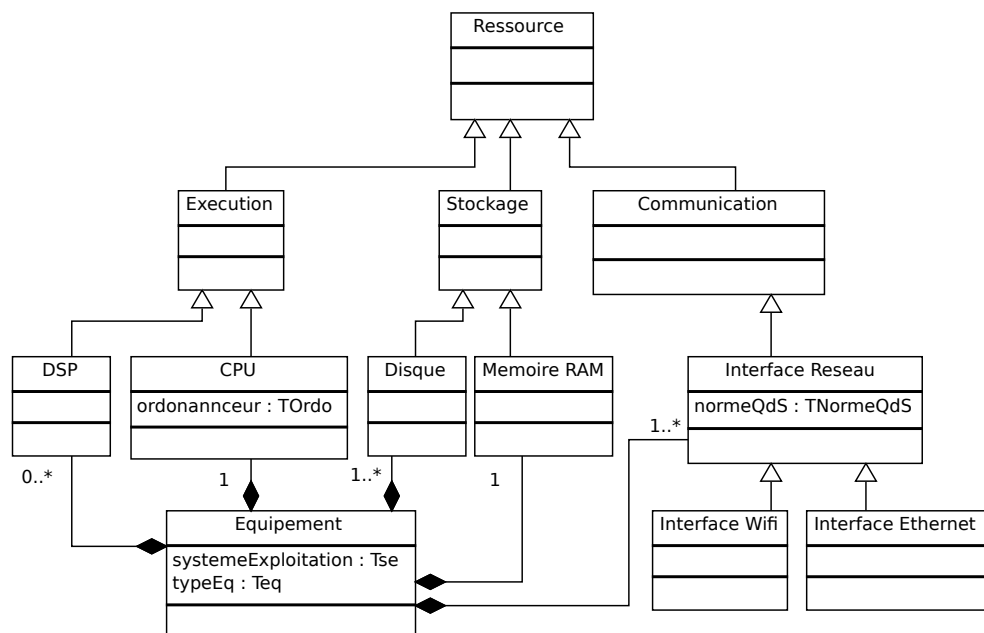 Ressource
Execution
Stockage
Communication
DSP
CPU
ordonannceur : TOrdo
Disque
Memoire RAM
Interface Reseau
normeQdS : TNormeQdS
0..*
1
1..*
1
1..*
Equipement
systemeExploitation : Tse
typeEq : Teq
Interface Wifi
Interface Ethernet